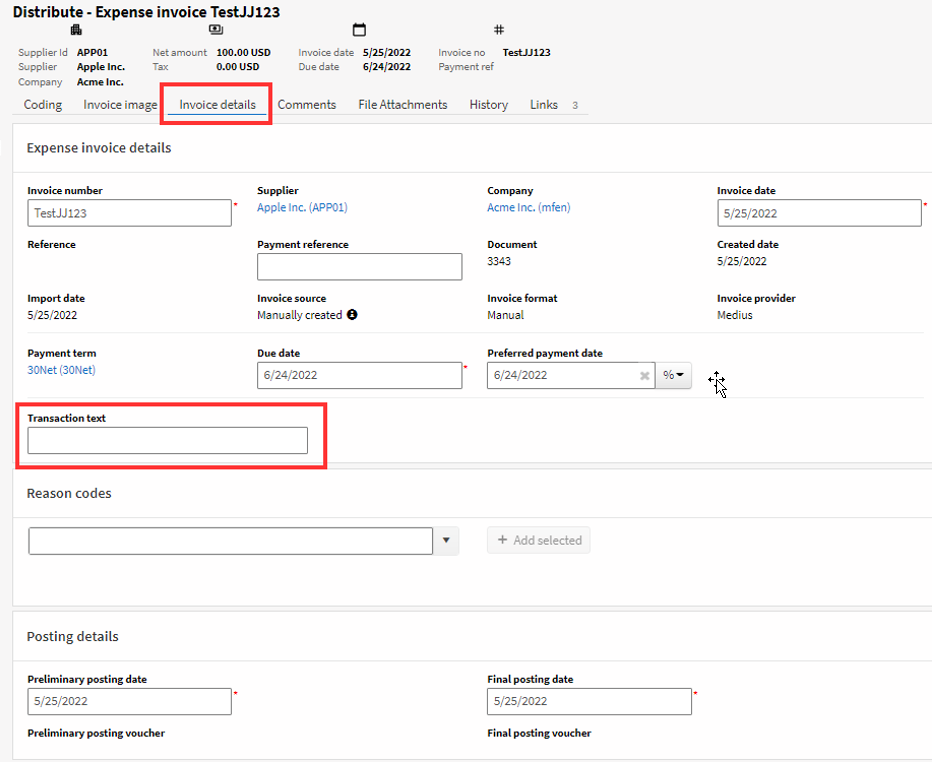 Distribute - Expense invoice TestJJ123
Supplier Id APP01 Net amount 100.00 USD Invoice date 5/25/2022 Invoice no TestJJ123
Supplier Apple Inc. Tax 0.00 USD Due date 6/24/2022 Payment ref
Company Acme Inc.
Coding Invoice image Invoice details Comments File Attachments History Links 3
Expense invoice details
Invoice number Supplier Company Invoice date
TestJJ123 * Apple Inc. (APP01) Acme Inc. (mfen) 5/25/2022 *
Reference Payment reference Document Created date
3343 5/25/2022
Import date Invoice source Invoice format Invoice provider
5/25/2022 Manually created Manual Medius
Payment term Due date Preferred payment date
30Net (30Net) 6/24/2022 * 6/24/2022 %
Transaction text
Reason codes
+ Add selected
Posting details
Preliminary posting date Final posting date
5/25/2022 * 5/25/2022 *
Preliminary posting voucher Final posting voucher